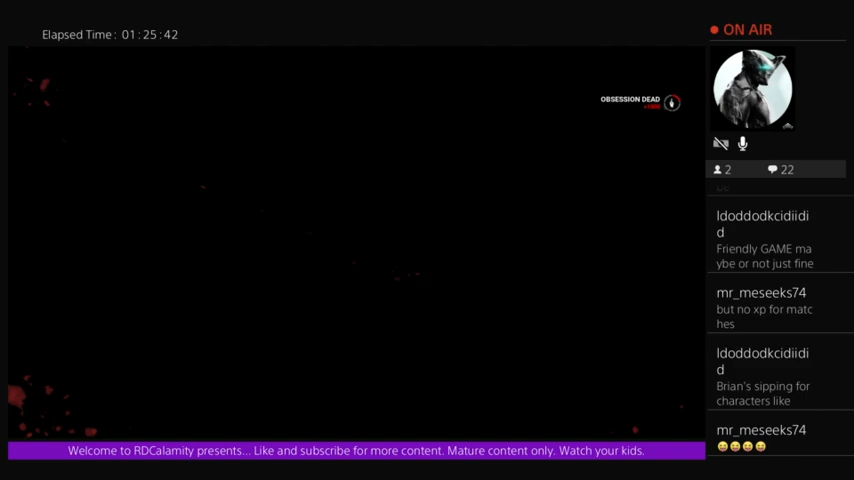 Elapsed Time: 01:25:42
ON AIR
OBSESSION DEAD
2
22
ldoddodkcidiidi
d
Friendly GAME ma
ybe or not just fine
mr_meseeks74
but no xp for matc
hes
ldoddodkcidiidi
d
Brian's sipping for
characters like
mr_meseeks74
Welcome to RDCalamity presents... Like and subscribe for more content. Mature content only. Watch your kids.